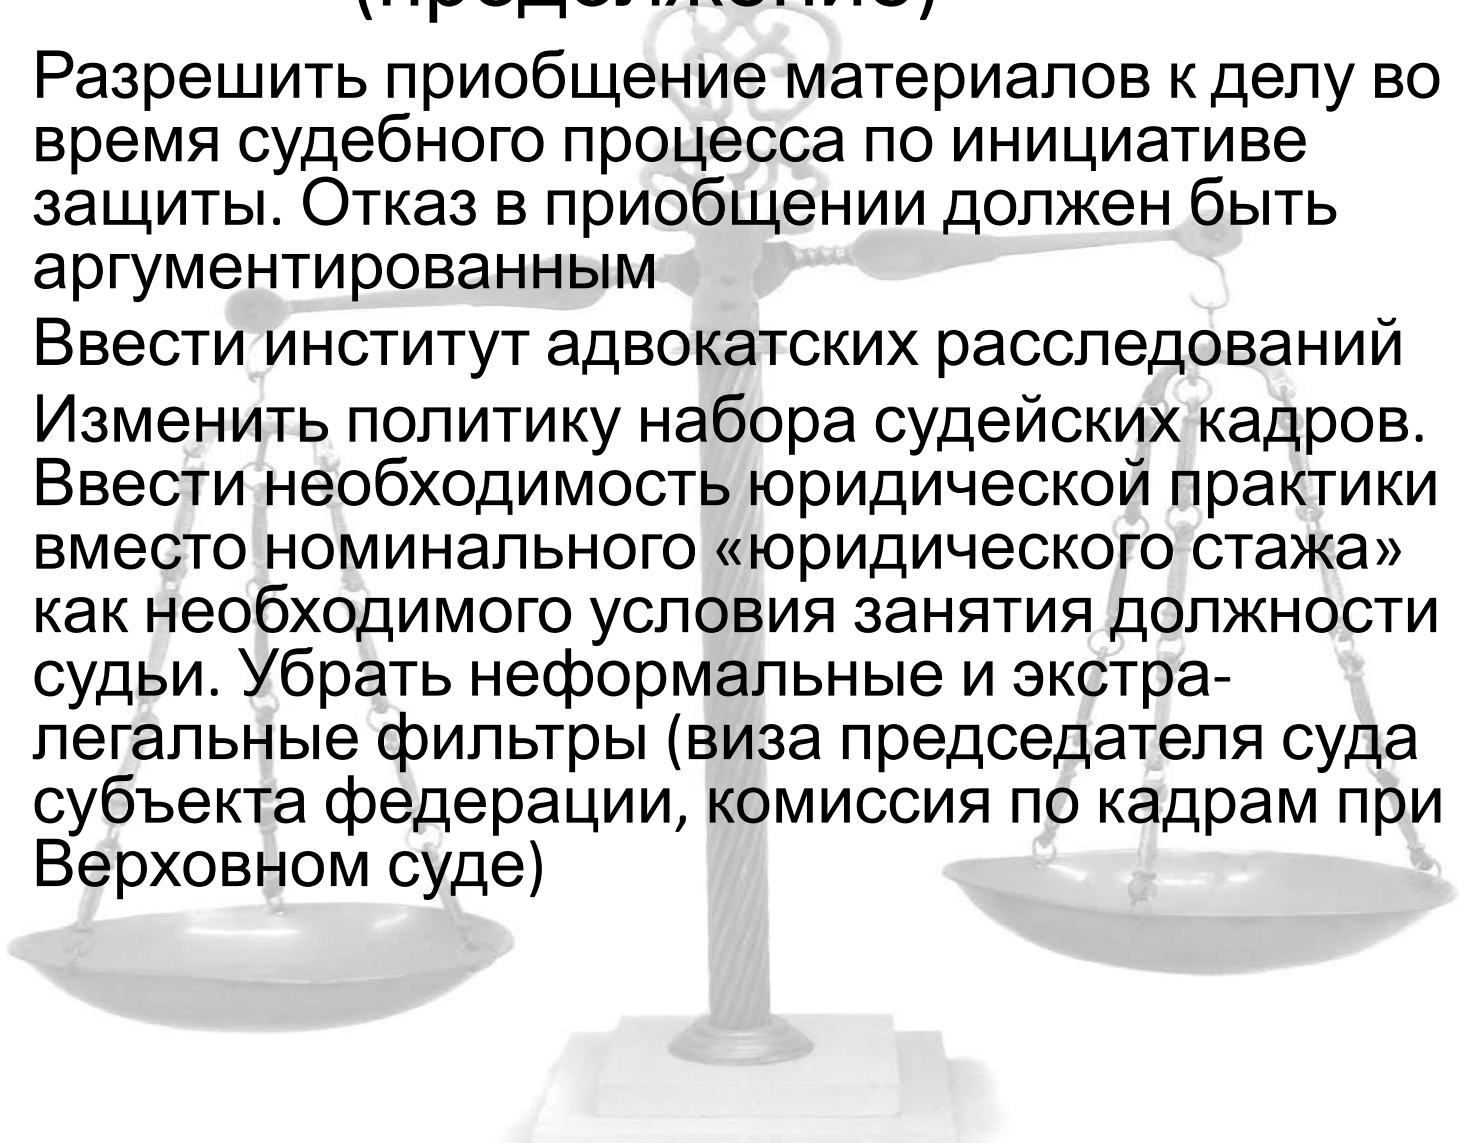 (продолжение)
Разрешить приобщение материалов к делу во
время судебного процесса по инициативе
защиты. Отказ в приобщении должен быть
аргументированным
Ввести институт адвокатских расследований
Изменить политику набора судейских кадров.
Ввести необходимость юридической практики
вместо номинального «юридического стажа»
как необходимого условия занятия должности
судьи. Убрать неформальные и экстра-
легальные фильтры (виза председателя суда
субъекта федерации, комиссия по кадрам при
Верховном суде)